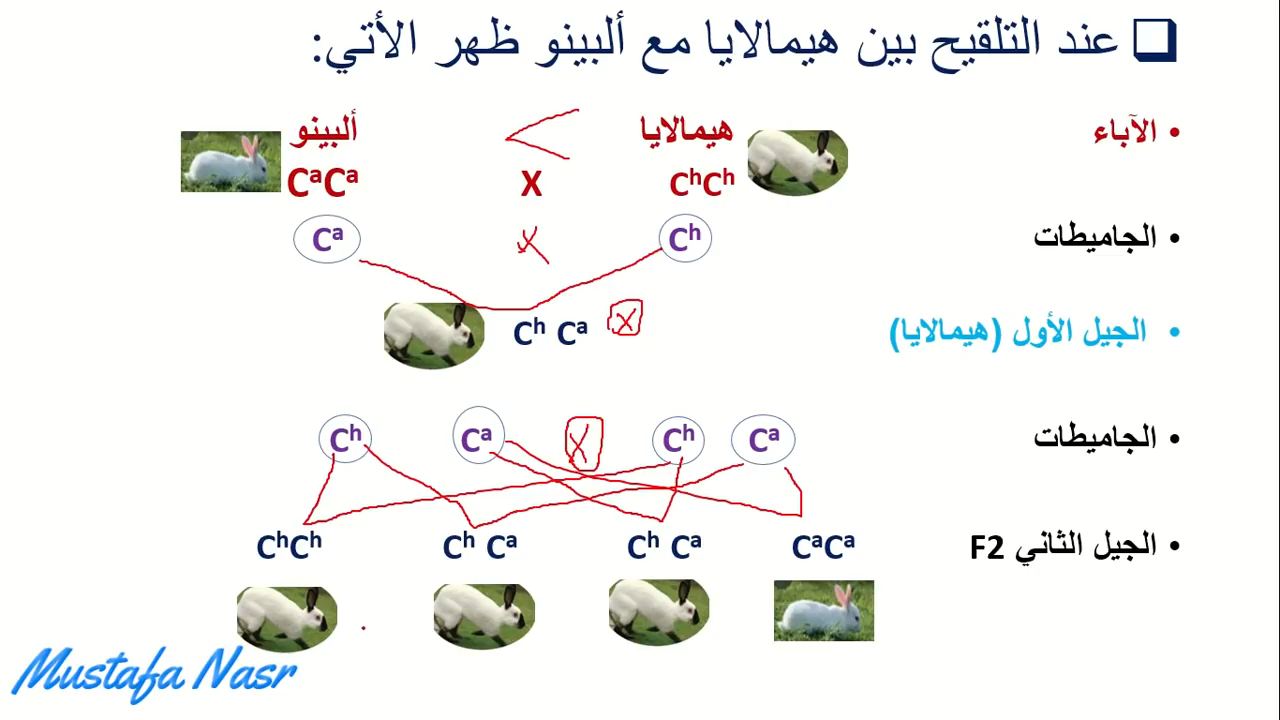 ❑ عند التلقيح بين هيمالايا مع ألبينو ظهر الأتي:
• الآباء هيمالايا ألبينو
CʰCʰ X CᵃCᵃ
• الجاميطات Cʰ X Cᵃ
• الجيل الأول (هيمالايا) Cʰ Cᵃ X
• الجاميطات Cʰ Cᵃ X Cʰ Cᵃ
• الجيل الثاني F2 CʰCʰ Cʰ Cᵃ Cʰ Cᵃ CᵃCᵃ
Mustafa Nasr